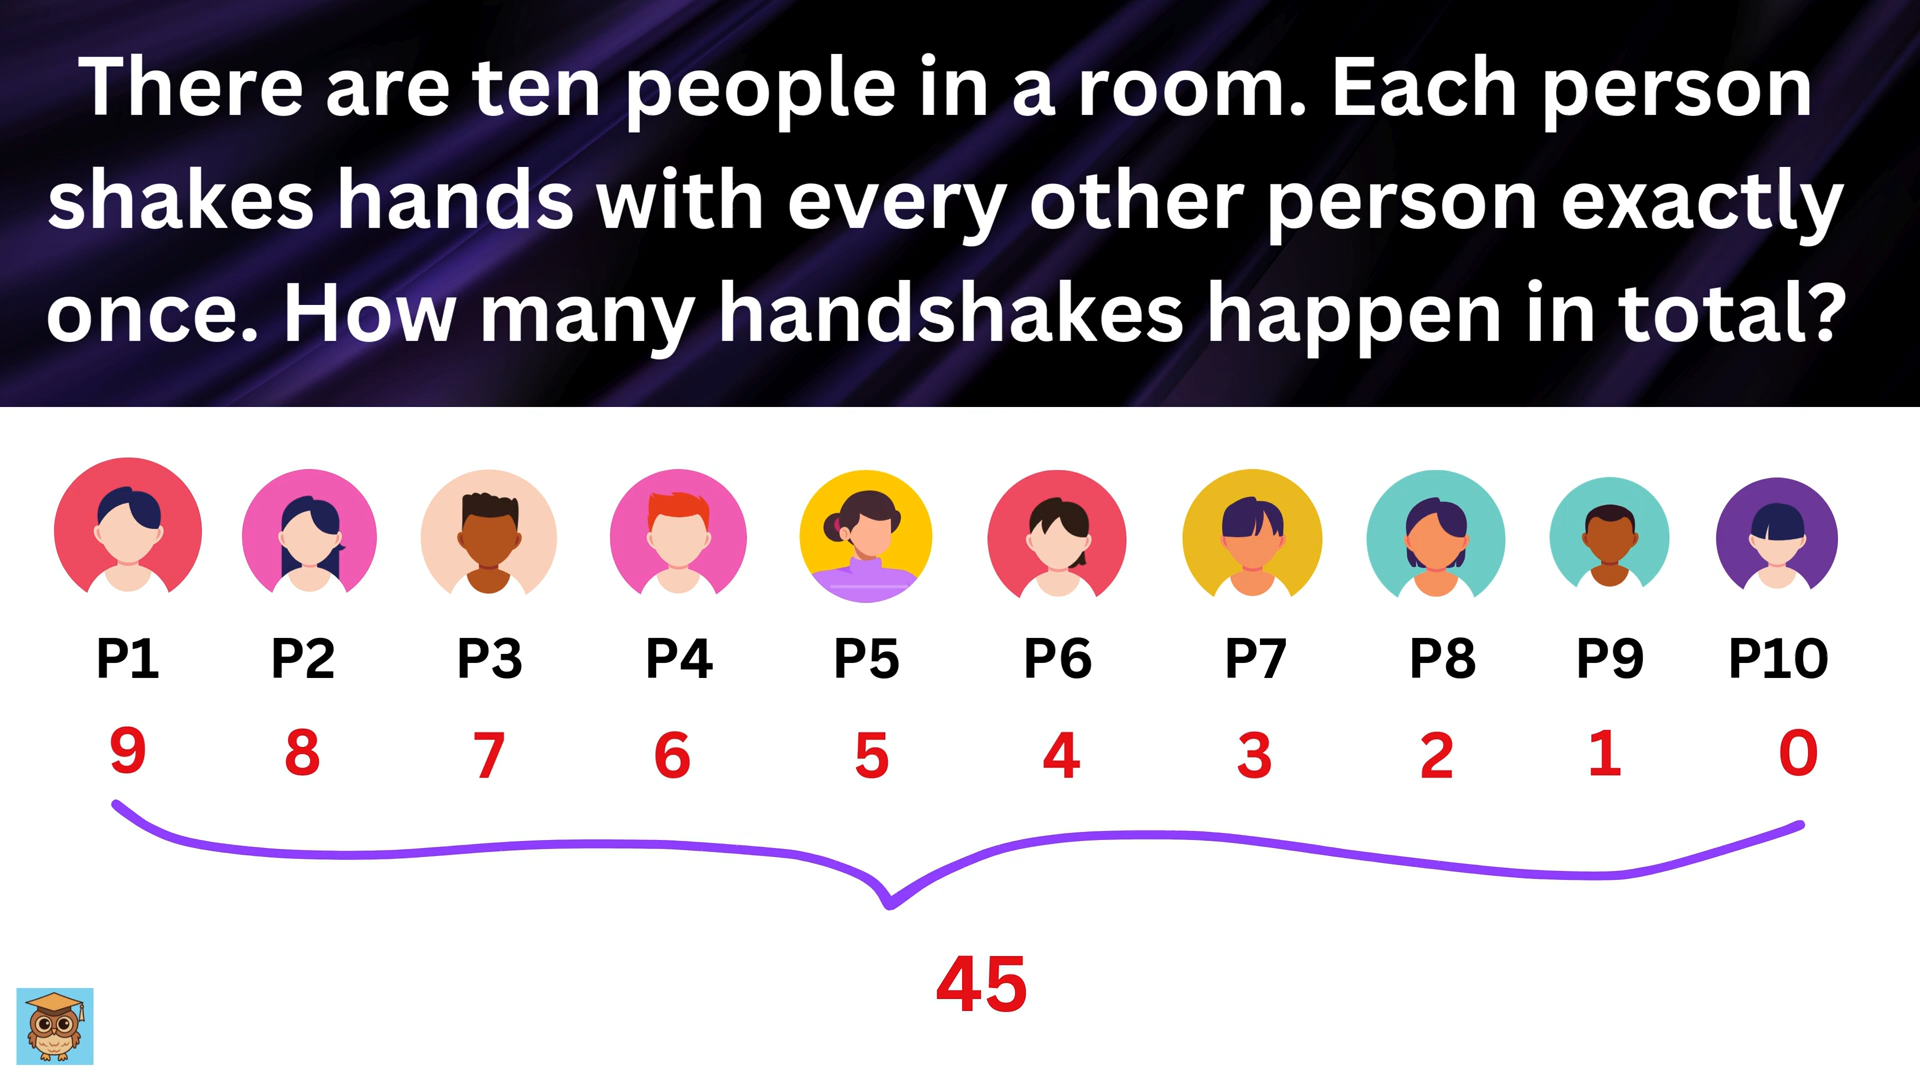 There are ten people in a room. Each person
shakes hands with every other person exactly
once. How many handshakes happen in total?
P1 P2 P3 P4 P5 P6 P7 P8 P9 P10
9 8 7 6 5 4 3 2 1 0
45